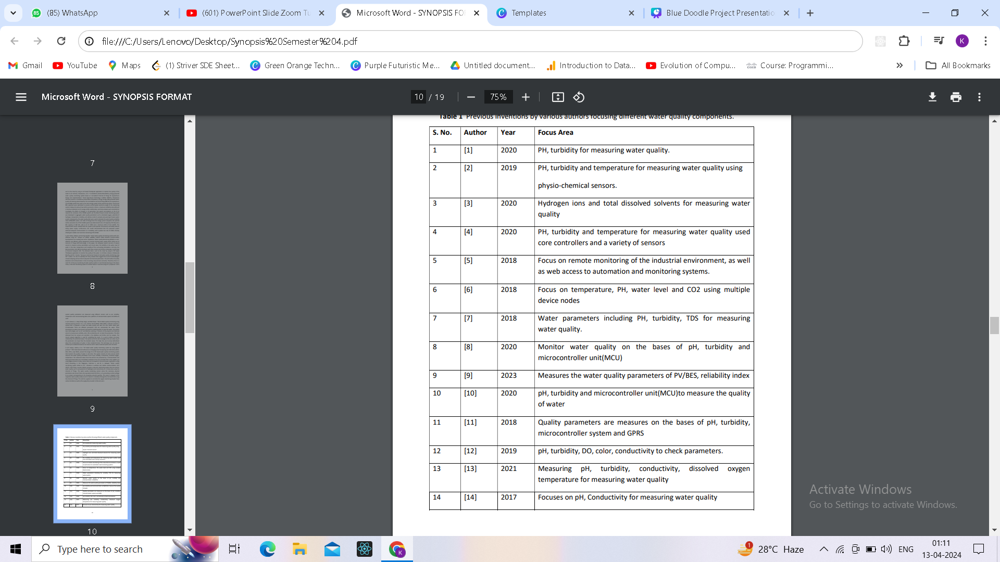 85
(85) WhatsApp
(601) PowerPoint Slide Zoom Tu
Microsoft Word - SYNOPSIS FO
Templates
Blue Doodle Project Presentatio
file:///C:/Users/Lenovo/Desktop/Synopsis%20Semester%204.pdf
K
Gmail
YouTube
Maps
(1) Striver SDE Sheet...
Green Orange Techn...
Purple Futuristic Me...
Untitled document...
Introduction to Data...
Evolution of Compu...
Course: Programmi...
All Bookmarks
Microsoft Word - SYNOPSIS FORMAT
10 / 19
75%
7
8
9
10
Table 1 Previous inventions by various authors focusing different water quality components.
S. No. Author Year Focus Area
1 [1] 2020 PH, turbidity for measuring water quality.
2 [2] 2019 PH, turbidity and temperature for measuring water quality using
physio-chemical sensors.
3 [3] 2020 Hydrogen ions and total dissolved solvents for measuring water
quality
4 [4] 2020 PH, turbidity and temperature for measuring water quality used
core controllers and a variety of sensors
5 [5] 2018 Focus on remote monitoring of the industrial environment, as well
as web access to automation and monitoring systems.
6 [6] 2018 Focus on temperature, PH, water level and CO2 using multiple
device nodes
7 [7] 2018 Water parameters including PH, turbidity, TDS for measuring
water quality.
8 [8] 2020 Monitor water quality on the bases of pH, turbidity and
microcontroller unit(MCU)
9 [9] 2023 Measures the water quality parameters of PV/BES, reliability index
10 [10] 2020 pH, turbidity and microcontroller unit(MCU)to measure the quality
of water
11 [11] 2018 Quality parameters are measures on the bases of pH, turbidity,
microcontroller system and GPRS
12 [12] 2019 pH, turbidity, DO, color, conductivity to check parameters.
13 [13] 2021 Measuring pH, turbidity, conductivity, dissolved oxygen
temperature for measuring water quality
14 [14] 2017 Focuses on pH, Conductivity for measuring water quality
Activate Windows
Go to Settings to activate Windows.
Type here to search
K
1
28°C Haze
ENG
01:11
13-04-2024